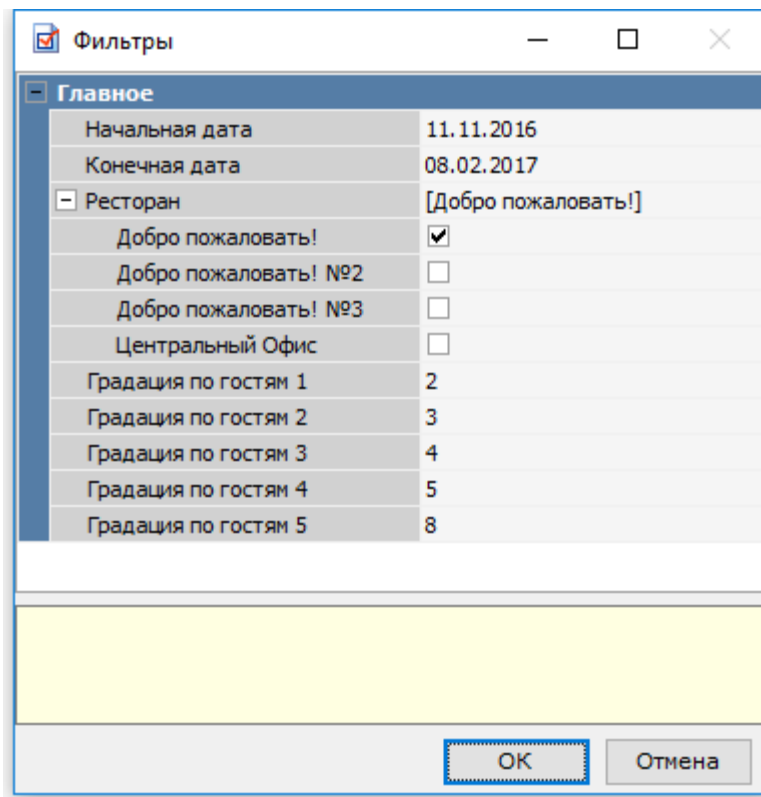 Фильтры
Главное
Начальная дата 11.11.2016
Конечная дата 08.02.2017
Ресторан [Добро пожаловать!]
Добро пожаловать!
Добро пожаловать! №2
Добро пожаловать! №3
Центральный Офис
Градация по гостям 1 2
Градация по гостям 2 3
Градация по гостям 3 4
Градация по гостям 4 5
Градация по гостям 5 8
ОК Отмена